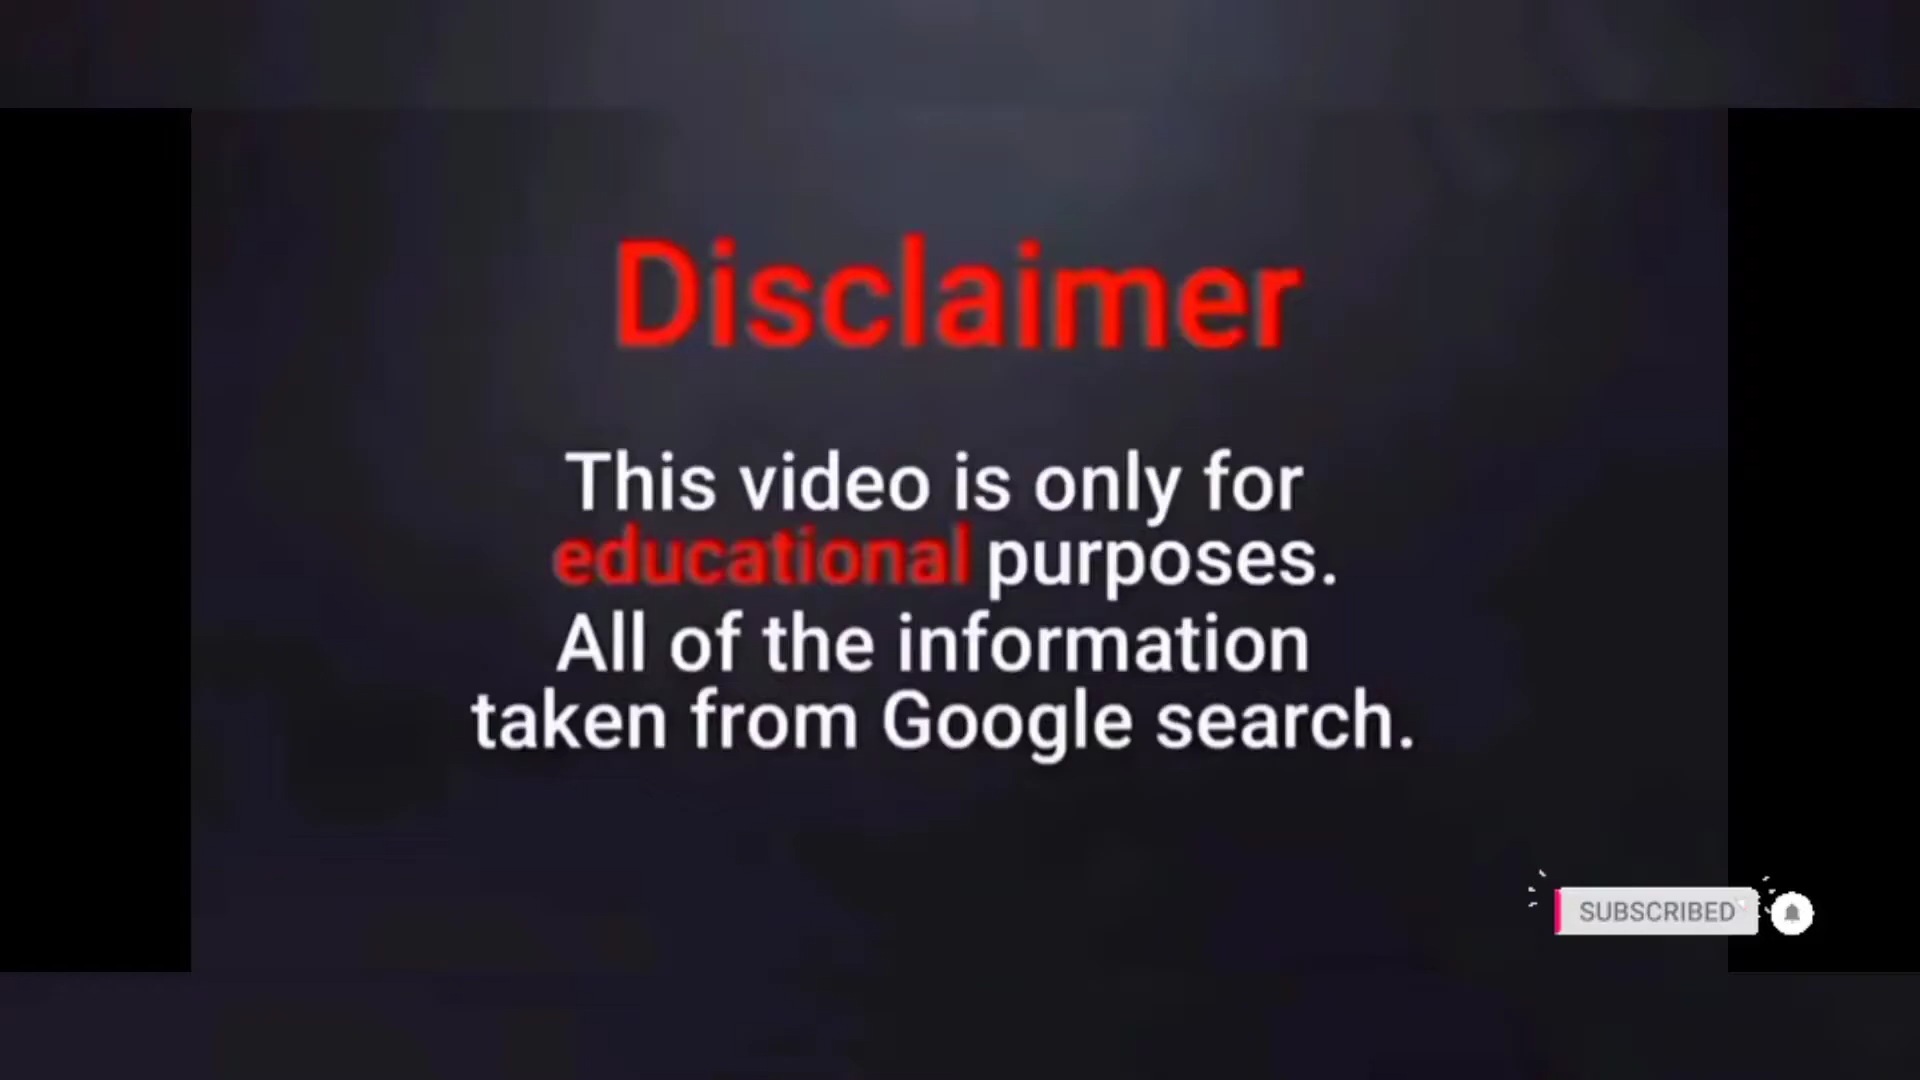 Disclaimer
This video is only for
educational purposes.
All of the information
taken from Google search.
SUBSCRIBED